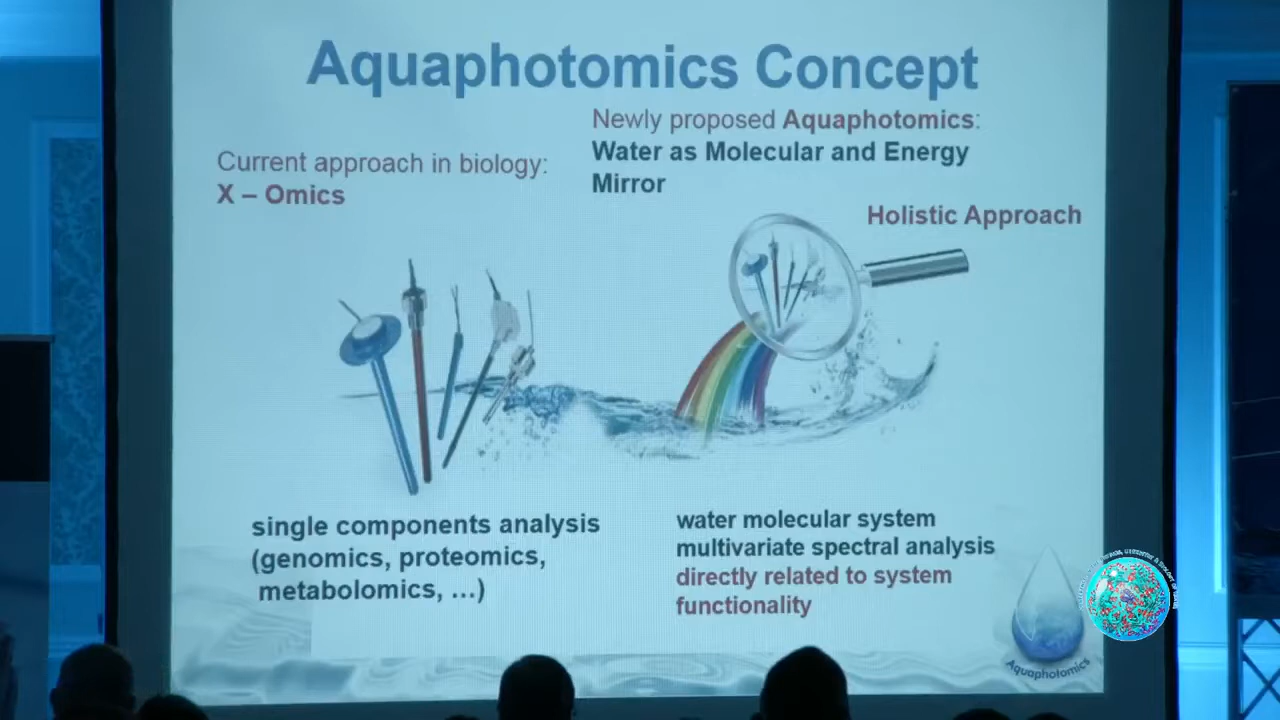 Aquaphotomics Concept
Newly proposed Aquaphotomics:
Water as Molecular and Energy
Mirror
Current approach in biology:
X – Omics
Holistic Approach
single components analysis
(genomics, proteomics,
metabolomics, ...)
water molecular system
multivariate spectral analysis
directly related to system
functionality
Aquaphotomics